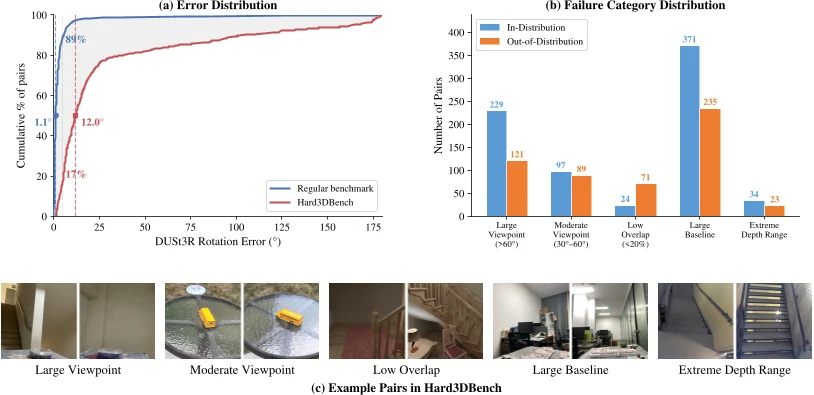 (a) Error Distribution
100
80
60
40
20
0
Cumulative % of pairs
89%
1.1°
12.0°
17%
Regular benchmark
Hard3DBench
0 25 50 75 100 125 150 175
DUSt3R Rotation Error (°)
(b) Failure Category Distribution
400
350
300
250
200
150
100
50
0
Number of Pairs
In-Distribution
Out-of-Distribution
229
121
97
89
24
71
371
235
34
23
Large
Viewpoint
(>60°)
Moderate
Viewpoint
(30°–60°)
Low
Overlap
(<20%)
Large
Baseline
Extreme
Depth Range
Large Viewpoint
Moderate Viewpoint
Low Overlap
Large Baseline
Extreme Depth Range
(c) Example Pairs in Hard3DBench